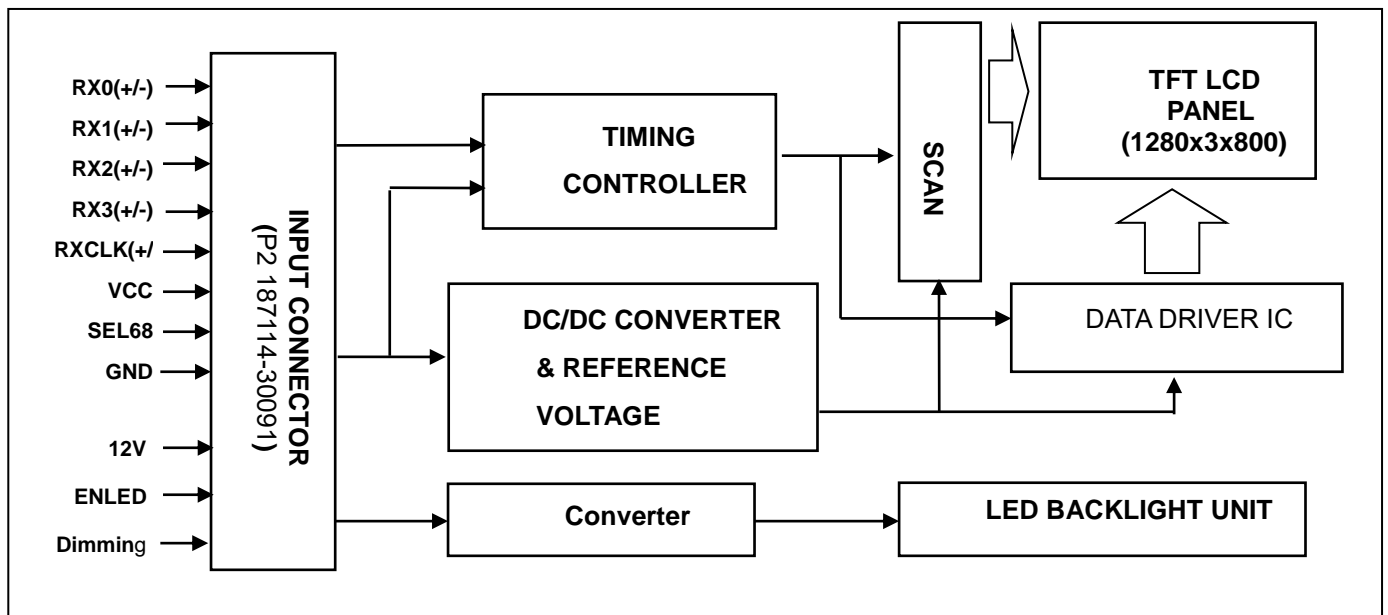 RX0(+/-)
RX1(+/-)
RX2(+/-)
RX3(+/-)
RXCLK(+/
VCC
SEL68
GND
12V
ENLED
Dimming
INPUT CONNECTOR
(P2 187114-30091)
TIMING
CONTROLLER
DC/DC CONVERTER
& REFERENCE
VOLTAGE
Converter
SCAN
TFT LCD
PANEL
(1280x3x800)
DATA DRIVER IC
LED BACKLIGHT UNIT